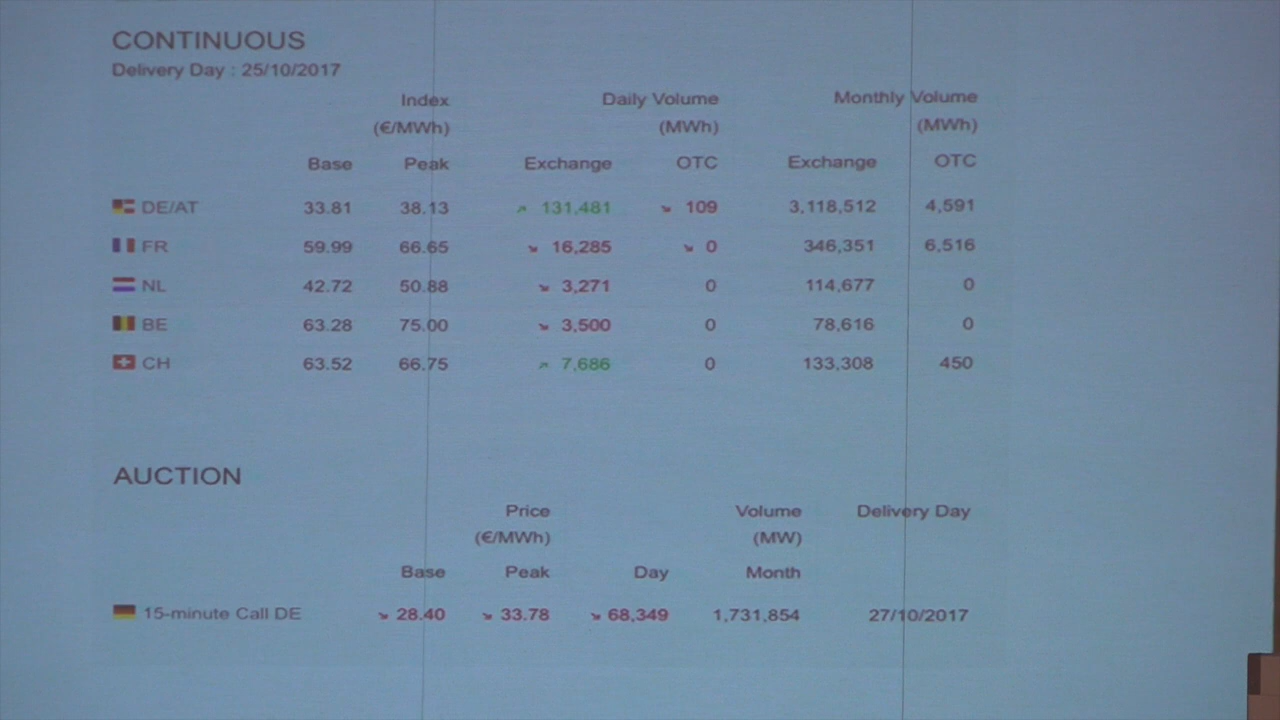 CONTINUOUS
Delivery Day : 25/10/2017
Index Daily Volume Monthly Volume
(€/MWh) (MWh) (MWh)
Base Peak Exchange OTC Exchange OTC
DE/AT 33.81 38.13 131,481 109 3,118,512 4,591
FR 59.99 66.65 16,285 0 346,351 6,516
NL 42.72 50.88 3,271 0 114,677 0
BE 63.28 75.00 3,500 0 78,616 0
CH 63.52 66.75 7,686 0 133,308 450
AUCTION
Price Volume Delivery Day
(€/MWh) (MW)
Base Peak Day Month
15-minute Call DE 28.40 33.78 68,349 1,731,854 27/10/2017